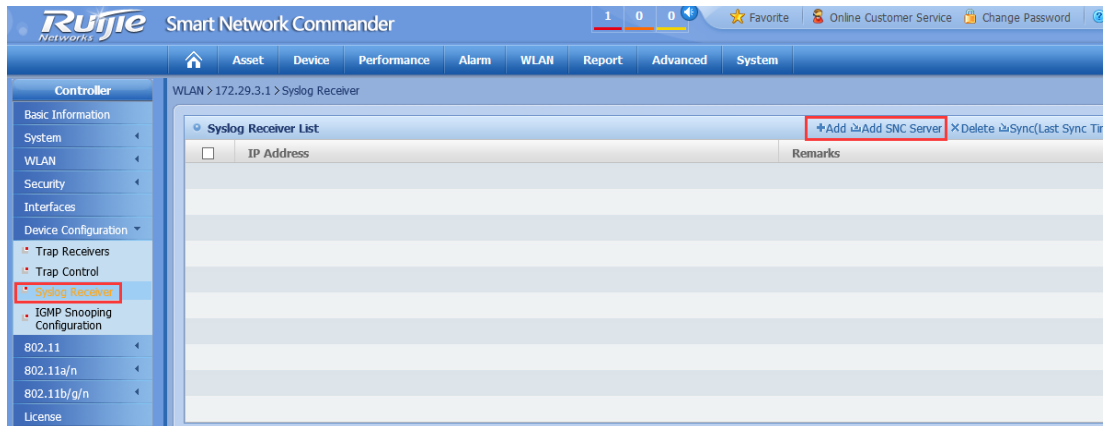 Ruijie Networks Smart Network Commander 1 0 0 Favorite Online Customer Service Change Password
Asset Device Performance Alarm WLAN Report Advanced System
Controller
WLAN > 172.29.3.1 > Syslog Receiver
Basic Information
System
WLAN
Security
Interfaces
Device Configuration
Trap Receivers
Trap Control
Syslog Receiver
IGMP Snooping
Configuration
802.11
802.11a/n
802.11b/g/n
License
Syslog Receiver List +Add Add SNC Server ×Delete Sync(Last Sync Tim
IP Address Remarks